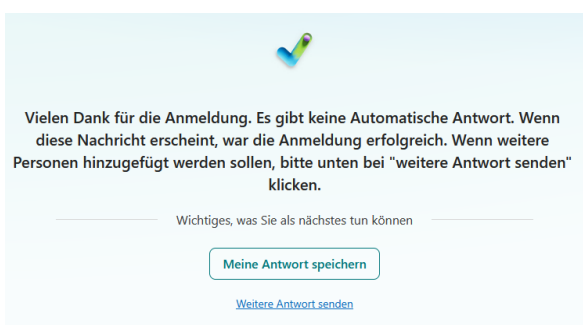 Vielen Dank für die Anmeldung. Es gibt keine Automatische Antwort. Wenn
diese Nachricht erscheint, war die Anmeldung erfolgreich. Wenn weitere
Personen hinzugefügt werden sollen, bitte unten bei "weitere Antwort senden"
klicken.
Wichtiges, was Sie als nächstes tun können
Meine Antwort speichern
Weitere Antwort senden